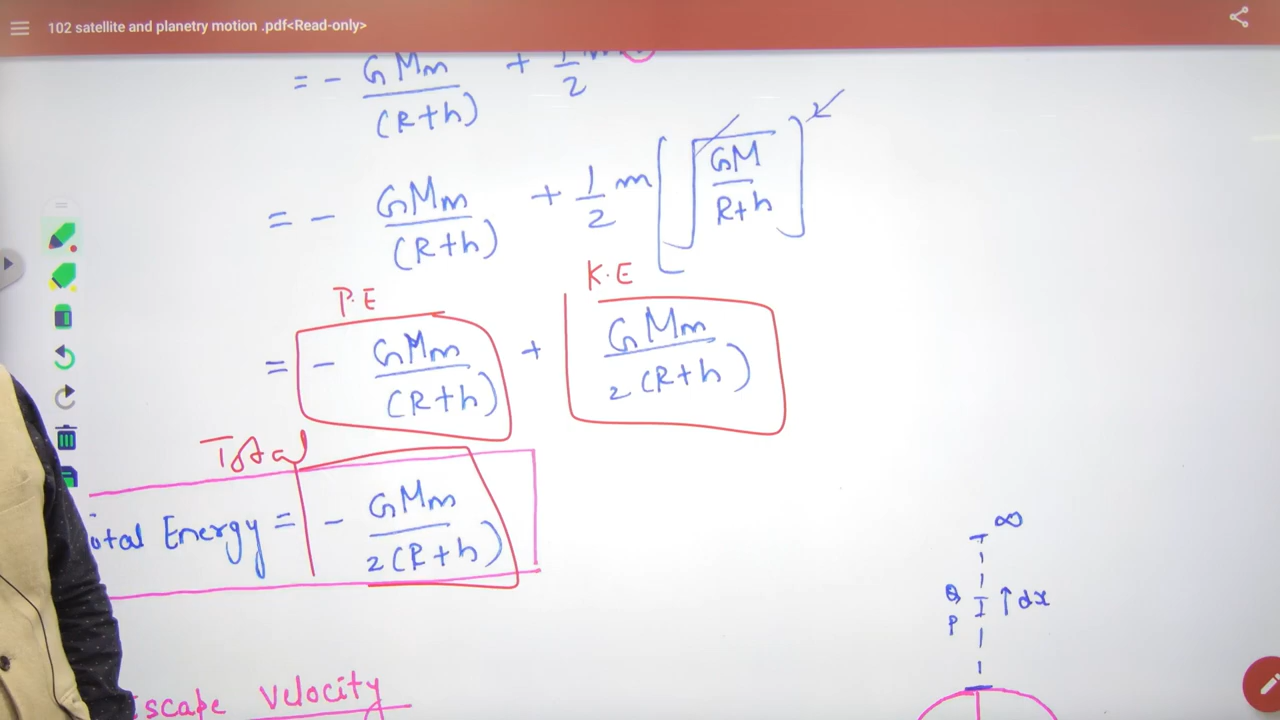 102 satellite and planetry motion .pdf<Read-only>
= - GMm/(R+h) + 1/2
= - GMm/(R+h) + 1/2 m [√(GM/R+h)]
P.E K.E
= - GMm/(R+h) + GMm/2(R+h)
Total
otal Energy = - GMm/2(R+h)
∞
Q ↑dx
P
scape Velocity